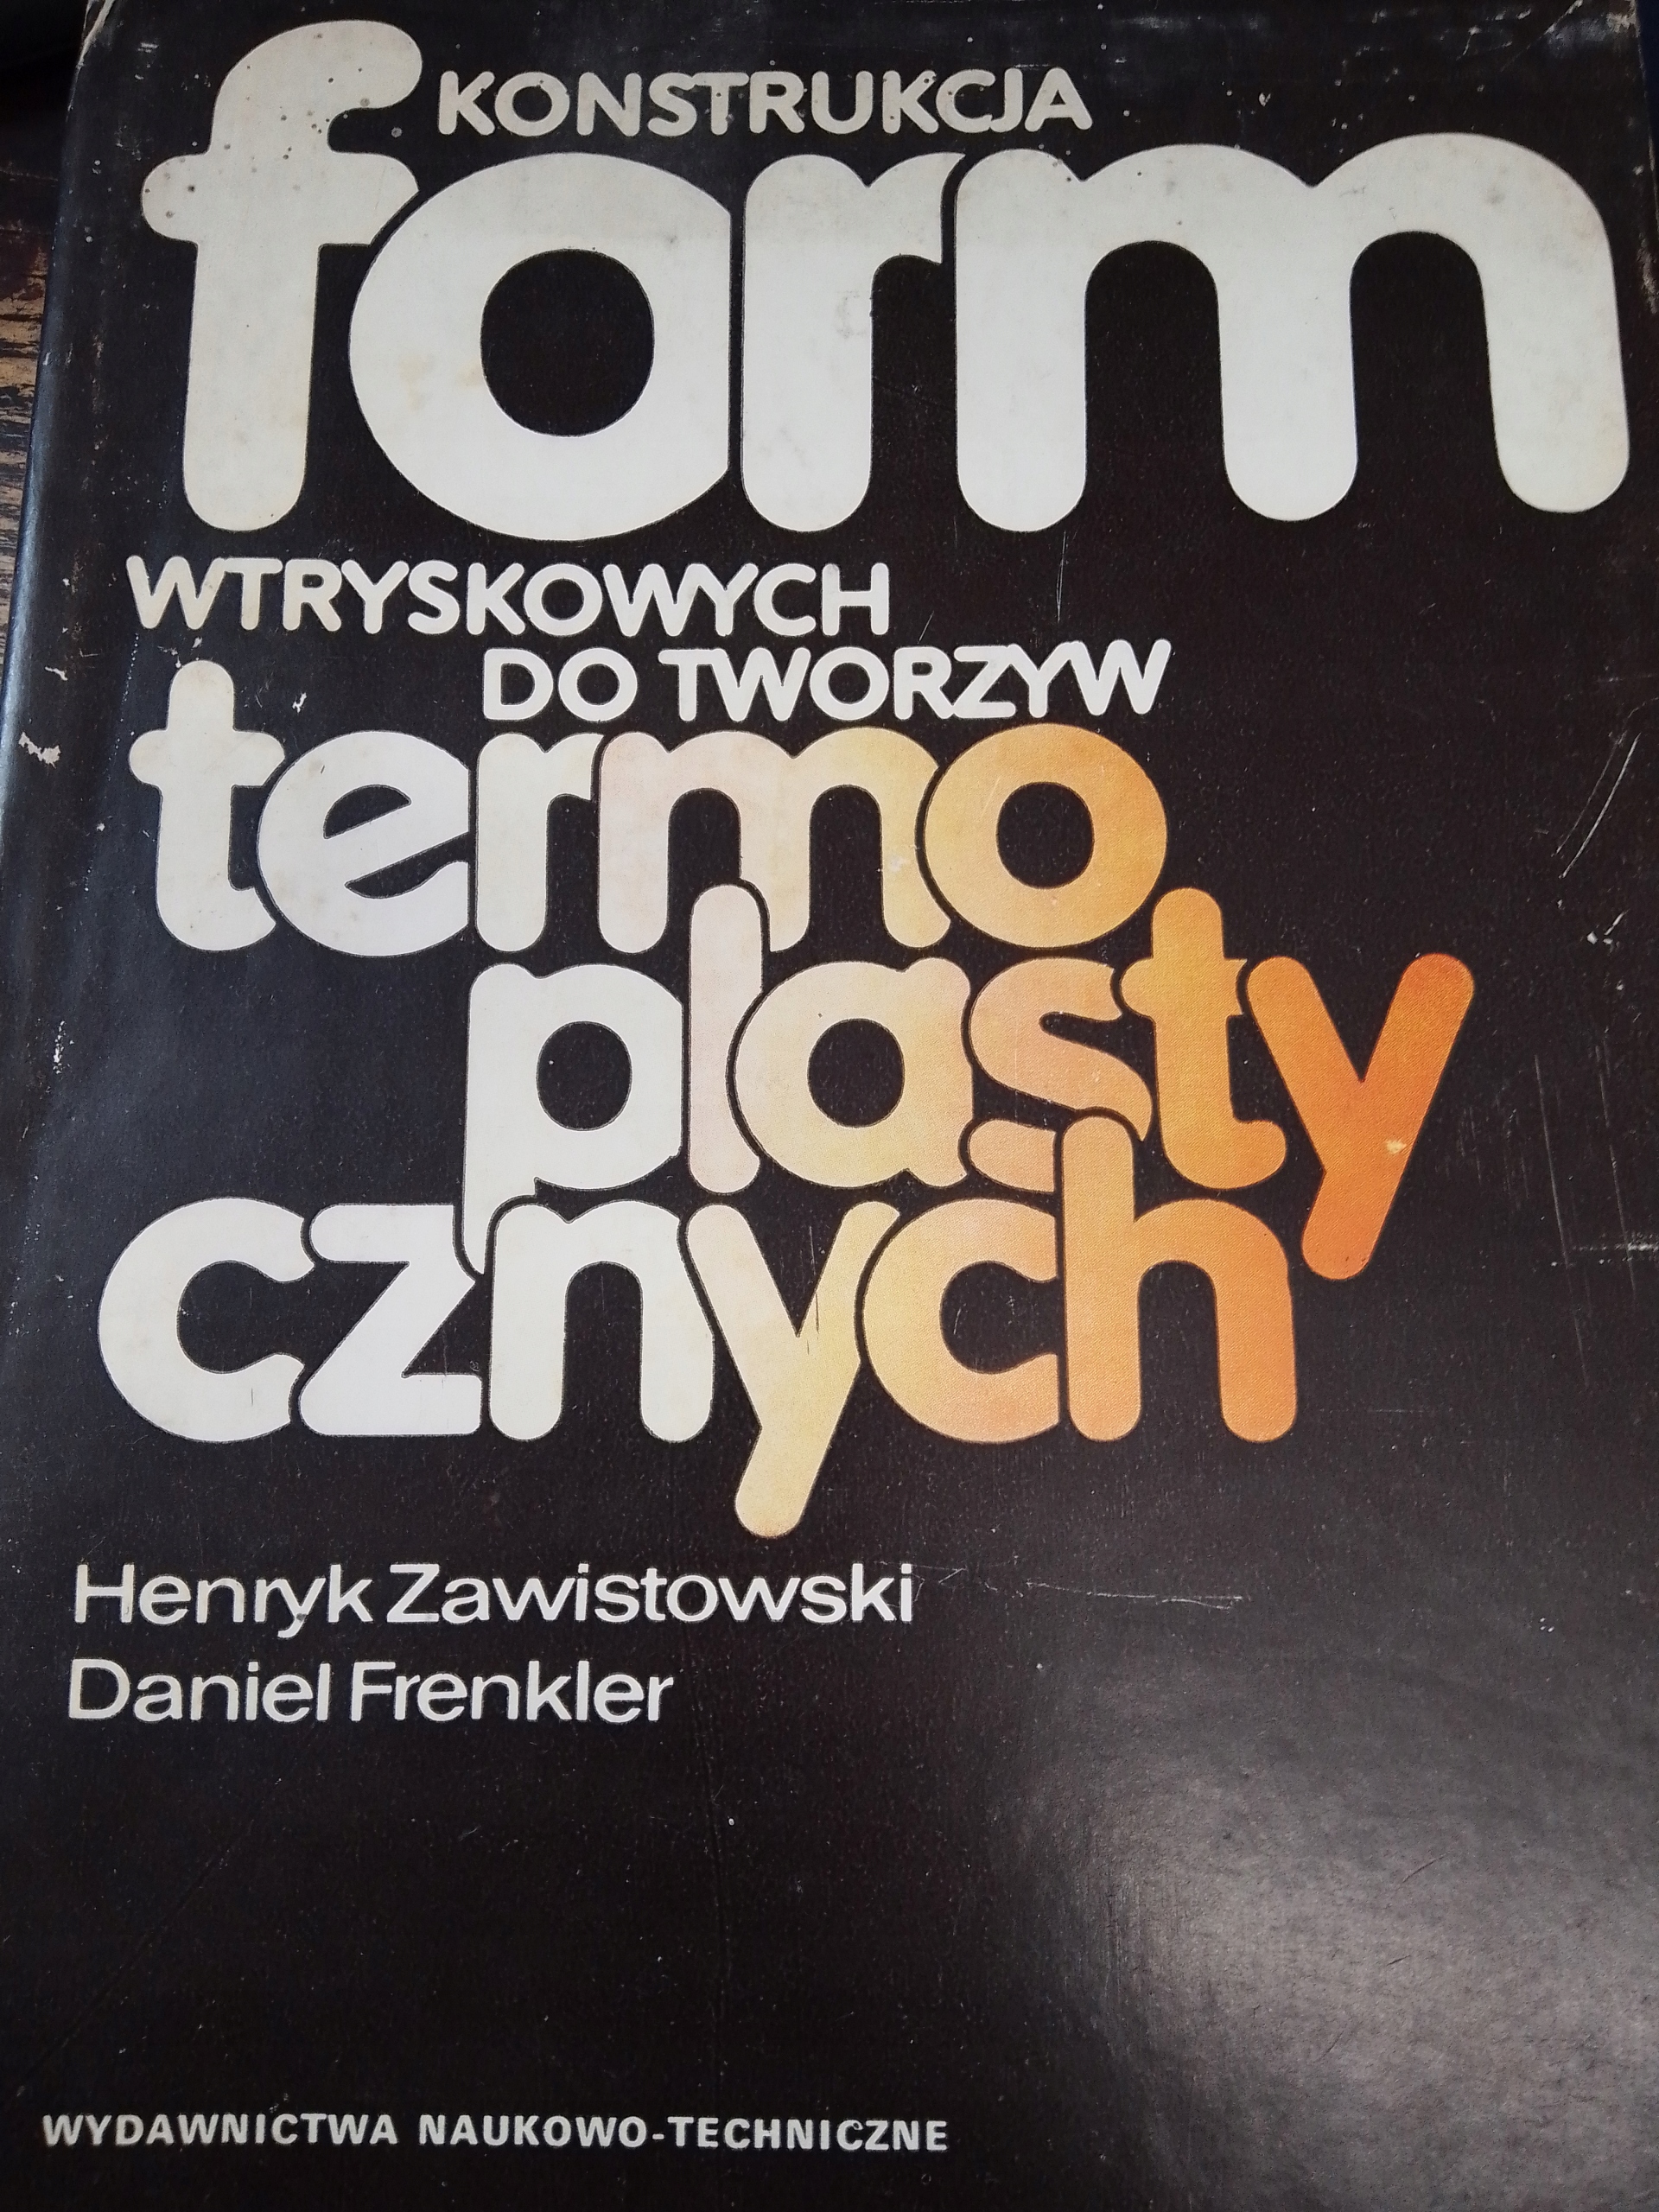 KONSTRUKCJA
form
WTRYSKOWYCH
DO TWORZYW
termo
plasty
cznych
Henryk Zawistowski
Daniel Frenkler
WYDAWNICTWA NAUKOWO-TECHNICZNE